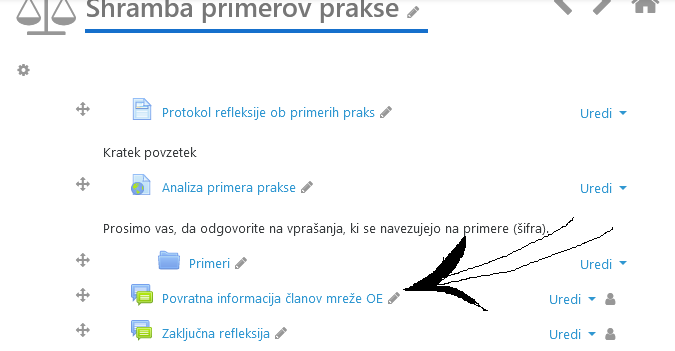 Shramba primerov prakse
Protokol refleksije ob primerih praks Uredi
Kratek povzetek
Analiza primera prakse Uredi
Prosimo vas, da odgovorite na vprašanja, ki se navezujejo na primere (šifra).
Primeri Uredi
Povratna informacija članov mreže OE Uredi
Zaključna refleksija Uredi